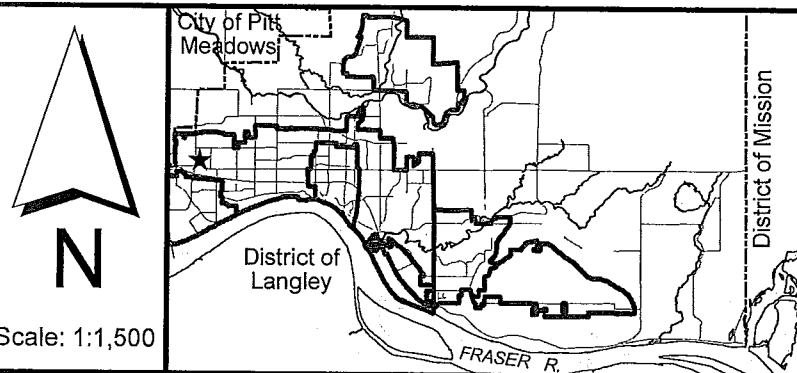 City of Pitt
Meadows
District of Mission
District of
Langley
N
Scale: 1:1,500
FRASER R.